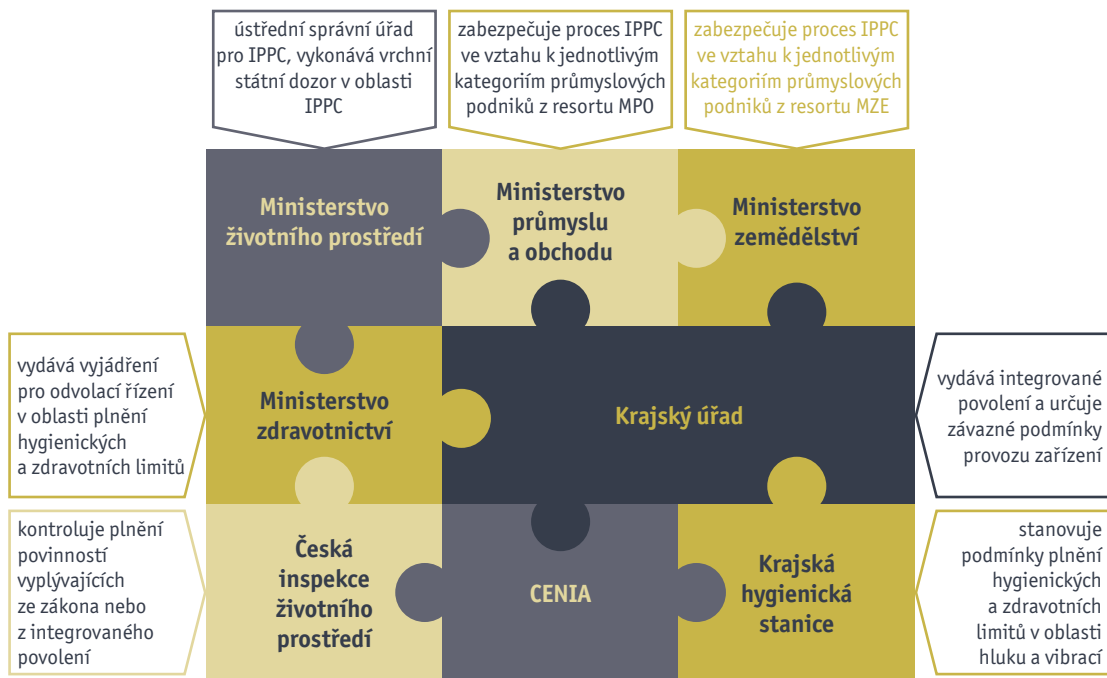 ústřední správní úřad
pro IPPC, vykonává vrchní
státní dozor v oblasti
IPPC
zabezpečuje proces IPPC
ve vztahu k jednotlivým
kategoriím průmyslových
podniků z resortu MPO
zabezpečuje proces IPPC
ve vztahu k jednotlivým
kategoriím průmyslových
podniků z resortu MZE
Ministerstvo
životního prostředí
Ministerstvo
průmyslu
a obchodu
Ministerstvo
zemědělství
vydává vyjádření
pro odvolací řízení
v oblasti plnění
hygienických
a zdravotních limitů
Ministerstvo
zdravotnictví
Krajský úřad
vydává integrované
povolení a určuje
závazné podmínky
provozu zařízení
kontroluje plnění
povinností
vyplývajících
ze zákona nebo
z integrovaného
povolení
Česká
inspekce
životního
prostředí
CENIA
Krajská
hygienická
stanice
stanovuje
podmínky plnění
hygienických
a zdravotních
limitů v oblasti
hluku a vibrací